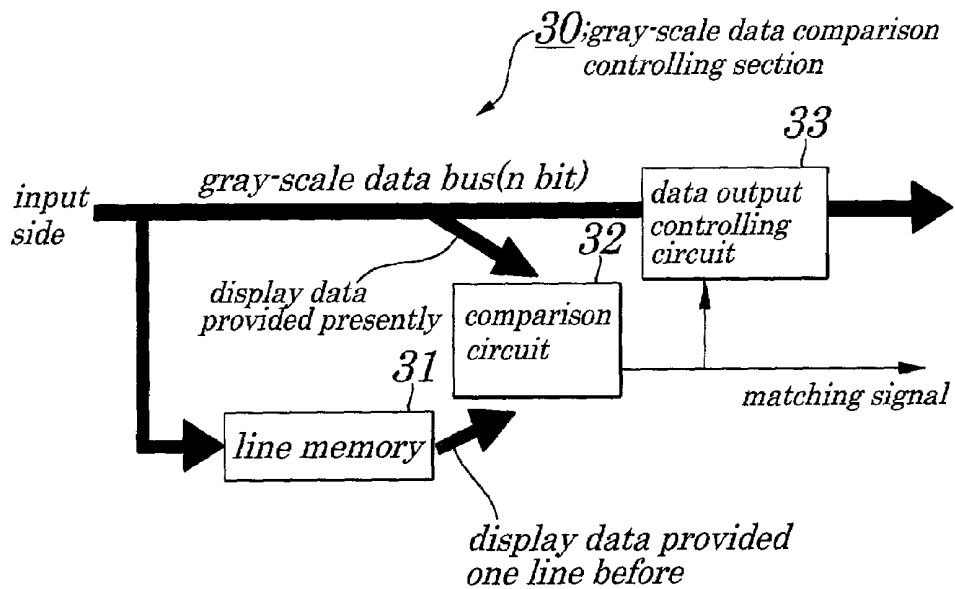 30;gray-scale data comparison
controlling section
33
gray-scale data bus(n bit)
input
side
data output
controlling
circuit
32
display data
provided presently
comparison
circuit
31
matching signal
line memory
display data provided
one line before